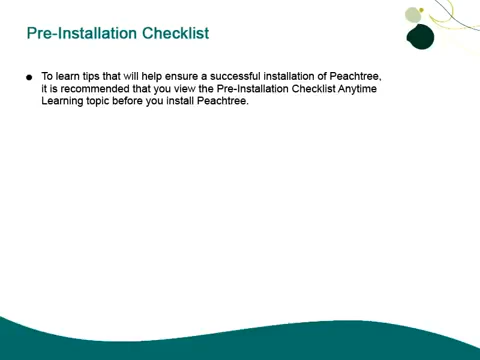 Pre-Installation Checklist
● To learn tips that will help ensure a successful installation of Peachtree,
it is recommended that you view the Pre-Installation Checklist Anytime
Learning topic before you install Peachtree.